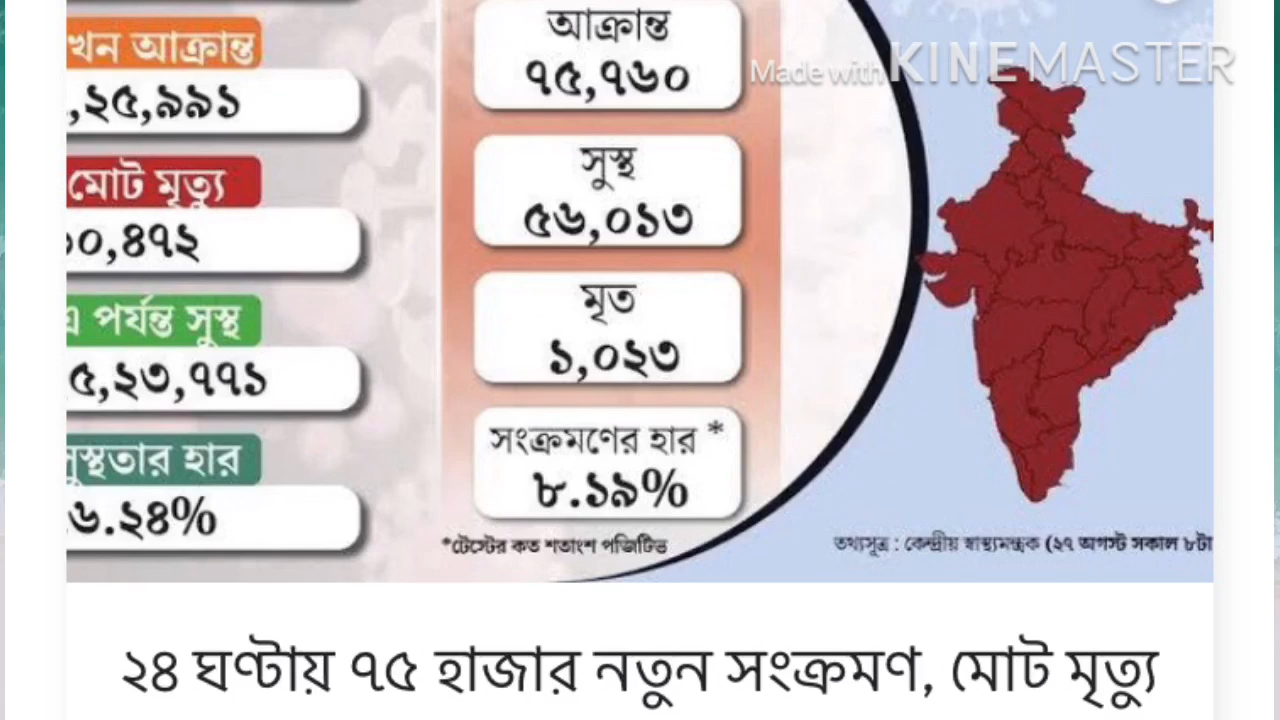 খন আক্রান্ত
,২৫,৯৯১
মোট মৃত্যু
০,৪৭২
পর্যন্ত সুস্থ
৫,২৩,৭৭১
সুস্থতার হার
৬.২৪%
আক্রান্ত
৭৫,৭৬০
সুস্থ
৫৬,০১৩
মৃত
১,০২৩
সংক্রমণের হার *
৮.১৯%
*টেস্টের কত শতাংশ পজিটিভ
Made with KINEMASTER
তথ্যসূত্র : কেন্দ্রীয় স্বাস্থ্যমন্ত্রক (২৭ অগস্ট সকাল ৮টা
২৪ ঘণ্টায় ৭৫ হাজার নতুন সংক্রমণ, মোট মৃত্যু